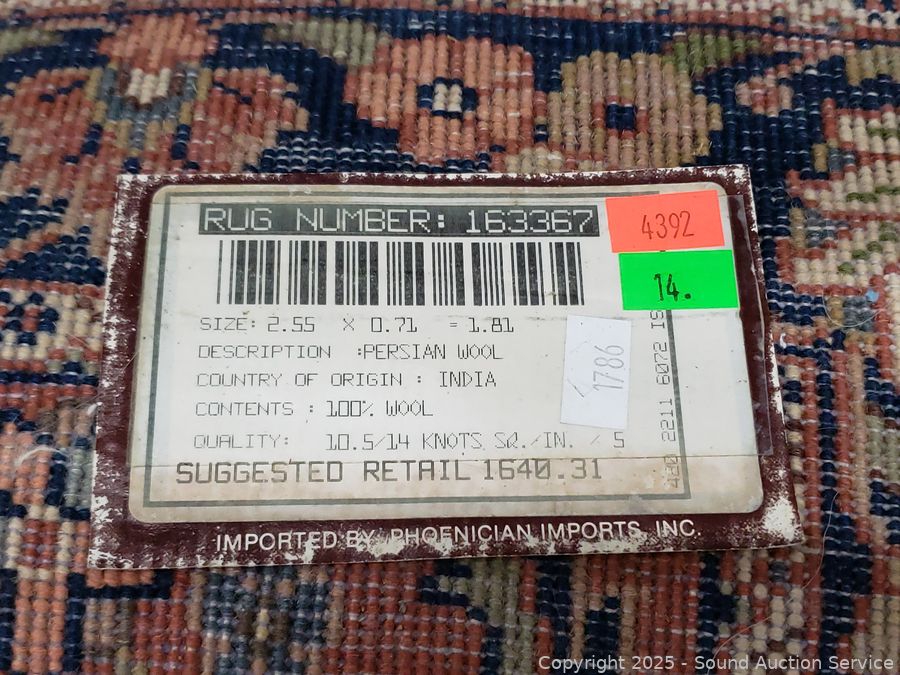 RUG NUMBER: 163367
4392
14.
SIZE: 2.55 X 0.71 = 1.81
DESCRIPTION :PERSIAN WOOL
COUNTRY OF ORIGIN : INDIA
CONTENTS : 100% WOOL
QUALITY: 10.5/14 KNOTS SQ./IN. / 5
SUGGESTED RETAIL 1640.31
1786
2211 6072
IMPORTED BY PHOENICIAN IMPORTS, INC.
Copyright © 2025 - Sound Auction Service